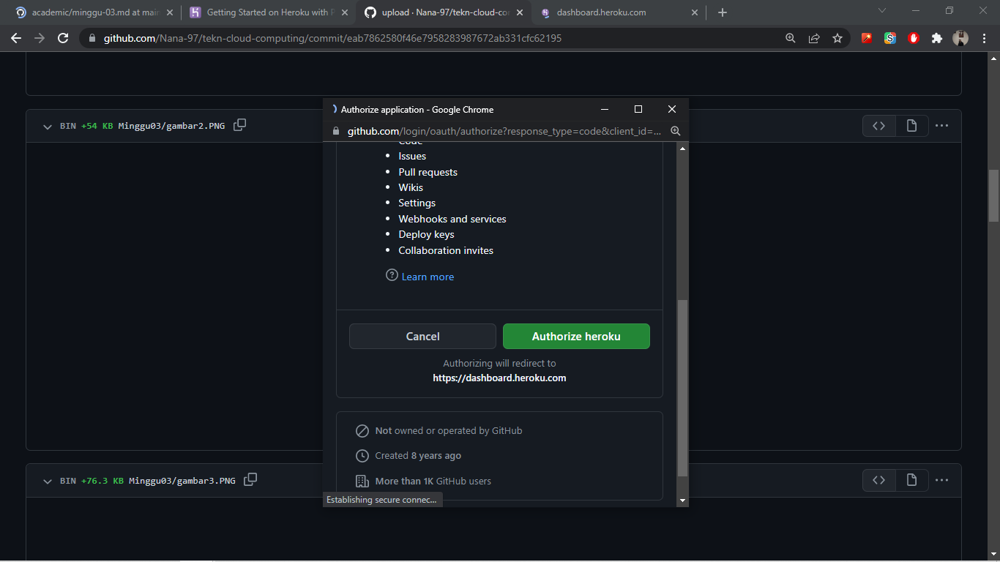 academic/minggu-03.md at main
Getting Started on Heroku with P
upload · Nana-97/tekn-cloud-co
dashboard.heroku.com
github.com/Nana-97/tekn-cloud-computing/commit/eab7862580f46e7958283987672ab331cfc62195
BIN +54 KB Minggu03/gambar2.PNG
Authorize application - Google Chrome
github.com/login/oauth/authorize?response_type=code&client_id=...
Code
Issues
Pull requests
Wikis
Settings
Webhooks and services
Deploy keys
Collaboration invites
Learn more
Cancel
Authorize heroku
Authorizing will redirect to
https://dashboard.heroku.com
Not owned or operated by GitHub
Created 8 years ago
More than 1K GitHub users
BIN +76.3 KB Minggu03/gambar3.PNG
Establishing secure connec...